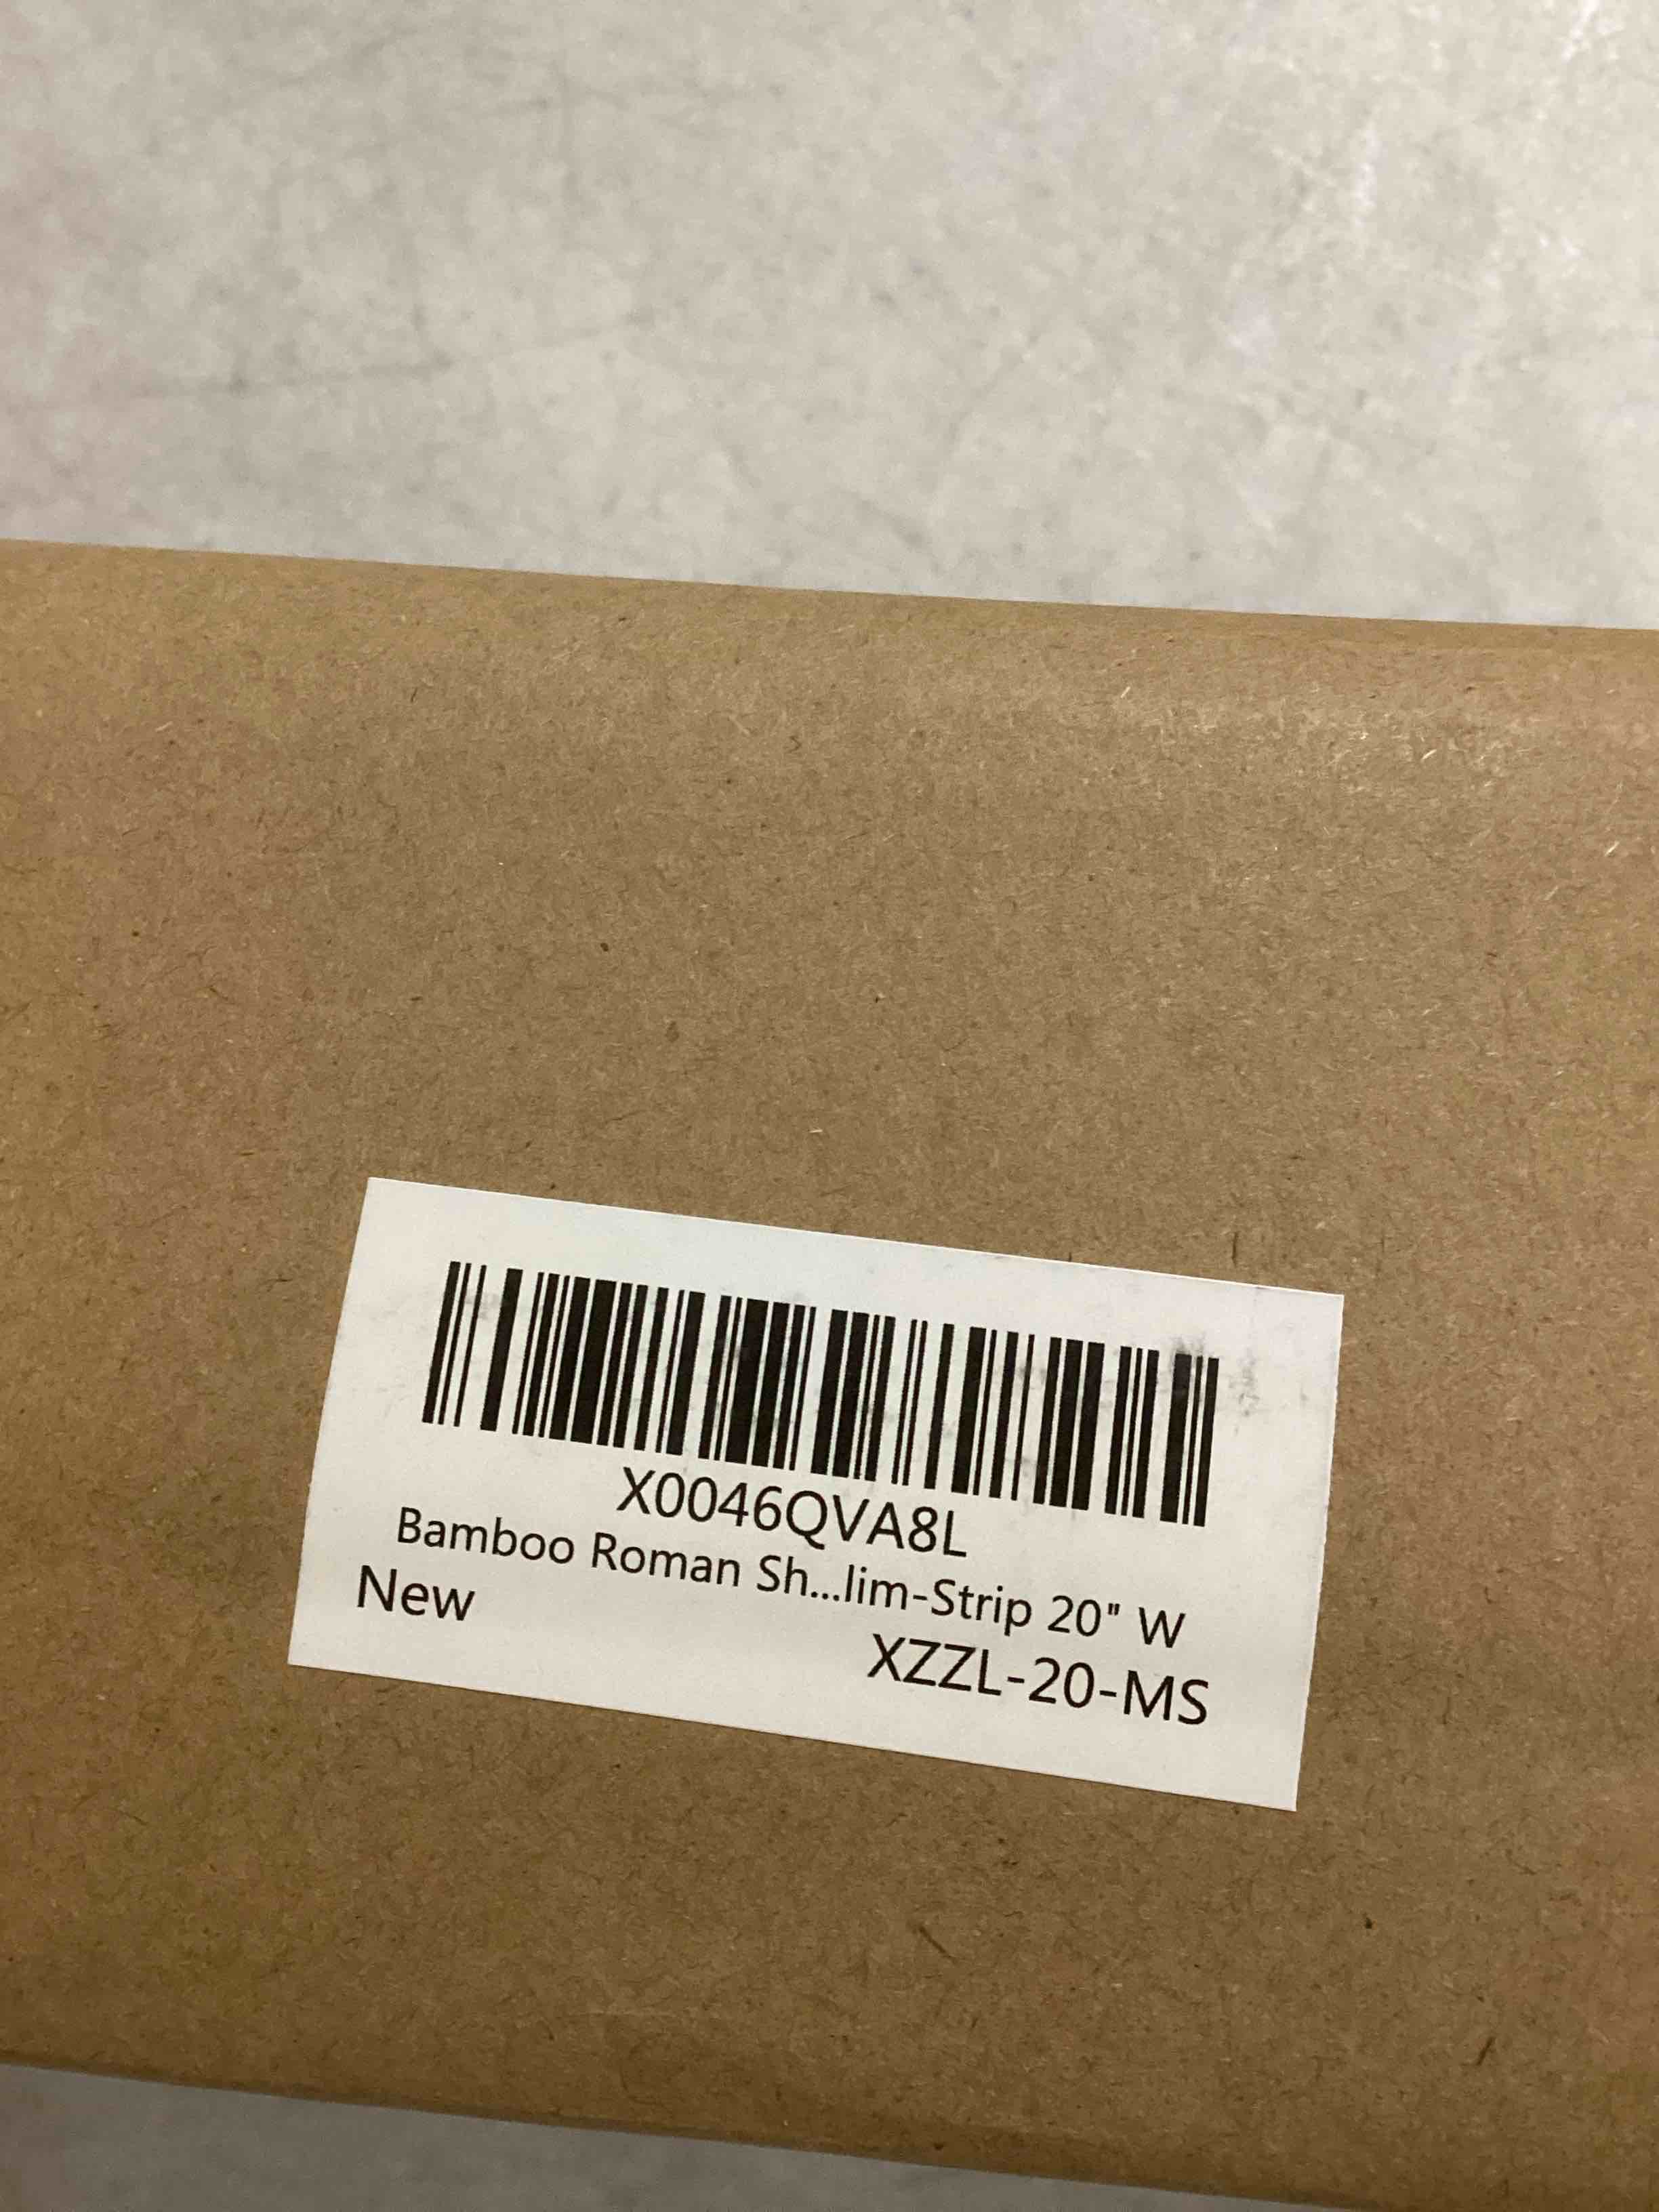 X0046QVA8L
Bamboo Roman Sh...lim-Strip 20" W
New
XZZL-20-MS